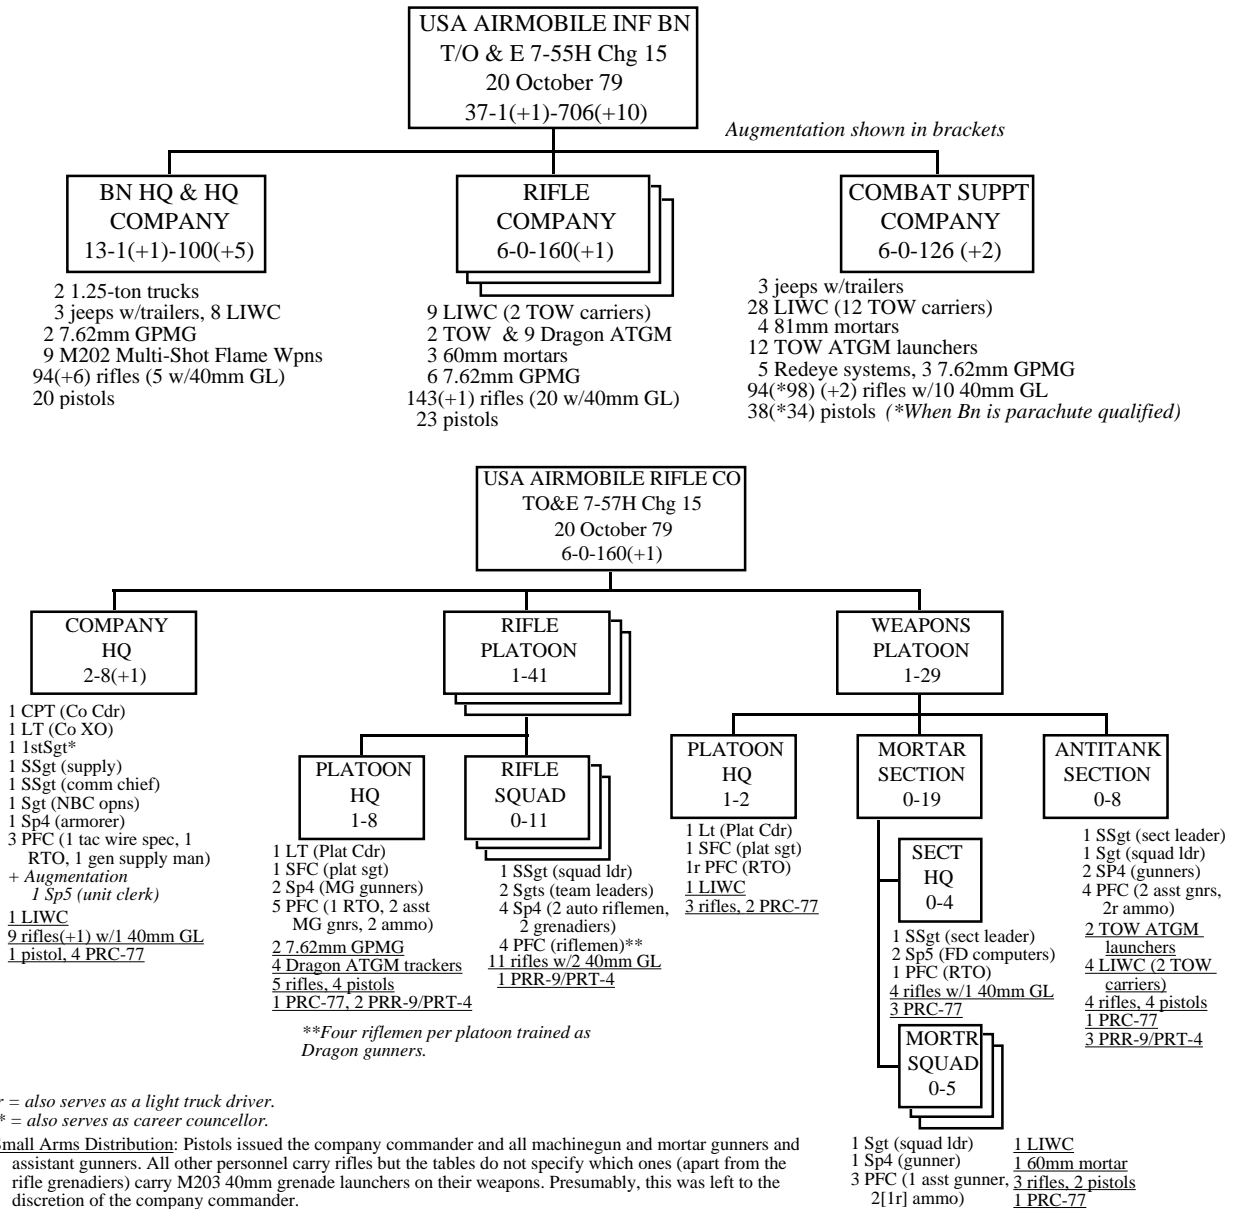 USA AIRMOBILE INF BN
T/O & E 7-55H Chg 15
20 October 79
37-1(+1)-706(+10)
Augmentation shown in brackets
BN HQ & HQ
COMPANY
13-1(+1)-100(+5)
2 1.25-ton trucks
3 jeeps w/trailers, 8 LIWC
2 7.62mm GPMG
9 M202 Multi-Shot Flame Wpns
94(+6) rifles (5 w/40mm GL)
20 pistols
RIFLE
COMPANY
6-0-160(+1)
9 LIWC (2 TOW carriers)
2 TOW & 9 Dragon ATGM
3 60mm mortars
6 7.62mm GPMG
143(+1) rifles (20 w/40mm GL)
23 pistols
COMBAT SUPPT
COMPANY
6-0-126 (+2)
3 jeeps w/trailers
28 LIWC (12 TOW carriers)
4 81mm mortars
12 TOW ATGM launchers
5 Redeye systems, 3 7.62mm GPMG
94(*98) (+2) rifles w/10 40mm GL
38(*34) pistols (*When Bn is parachute qualified)
USA AIRMOBILE RIFLE CO
TO&E 7-57H Chg 15
20 October 79
6-0-160(+1)
COMPANY
HQ
2-8(+1)
1 CPT (Co Cdr)
1 LT (Co XO)
1 1stSgt*
1 SSgt (supply)
1 SSgt (comm chief)
1 Sgt (NBC opns)
1 Sp4 (armorer)
3 PFC (1 tac wire spec, 1
RTO, 1 gen supply man)
+ Augmentation
1 Sp5 (unit clerk)
1 LIWC
9 rifles(+1) w/1 40mm GL
1 pistol, 4 PRC-77
RIFLE
PLATOON
1-41
PLATOON
HQ
1-8
1 LT (Plat Cdr)
1 SFC (plat sgt)
2 Sp4 (MG gunners)
5 PFC (1 RTO, 2 asst
MG gnrs, 2 ammo)
2 7.62mm GPMG
4 Dragon ATGM trackers
5 rifles, 4 pistols
1 PRC-77, 2 PRR-9/PRT-4
RIFLE
SQUAD
0-11
1 SSgt (squad ldr)
2 Sgts (team leaders)
4 Sp4 (2 auto riflemen,
2 grenadiers)
4 PFC (riflemen)**
11 rifles w/2 40mm GL
1 PRR-9/PRT-4
**Four riflemen per platoon trained as
Dragon gunners.
WEAPONS
PLATOON
1-29
PLATOON
HQ
1-2
1 Lt (Plat Cdr)
1 SFC (plat sgt)
1r PFC (RTO)
1 LIWC
3 rifles, 2 PRC-77
MORTAR
SECTION
0-19
SECT
HQ
0-4
1 SSgt (sect leader)
2 Sp5 (FD computers)
1 PFC (RTO)
4 rifles w/1 40mm GL
3 PRC-77
MORTR
SQUAD
0-5
1 Sgt (squad ldr)
1 Sp4 (gunner)
3 PFC (1 asst gunner,
2[1r] ammo)
1 LIWC
1 60mm mortar
3 rifles, 2 pistols
1 PRC-77
ANTITANK
SECTION
0-8
1 SSgt (sect leader)
1 Sgt (squad ldr)
2 SP4 (gunners)
4 PFC (2 asst gnrs,
2r ammo)
2 TOW ATGM
launchers
4 LIWC (2 TOW
carriers)
4 rifles, 4 pistols
1 PRC-77
3 PRR-9/PRT-4
r = also serves as a light truck driver.
* = also serves as career councellor.
Small Arms Distribution: Pistols issued the company commander and all machinegun and mortar gunners and
assistant gunners. All other personnel carry rifles but the tables do not specify which ones (apart from the
rifle grenadiers) carry M203 40mm grenade launchers on their weapons. Presumably, this was left to the
discretion of the company commander.